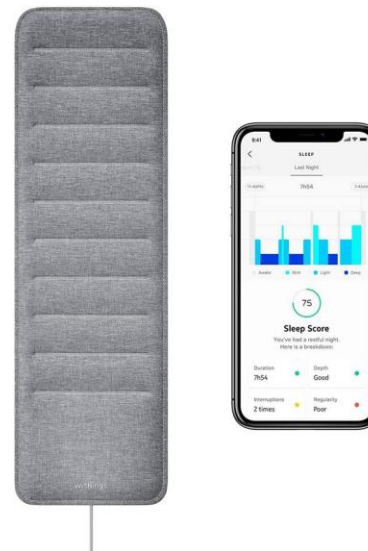 withings
9:41
SLEEP
Last Night
7h54
Awake REM Light Deep
75
Sleep Score
You've had a restful night.
Here is a breakdown:
Duration Depth
7h54 Good
Interruptions Regularity
2 times Poor